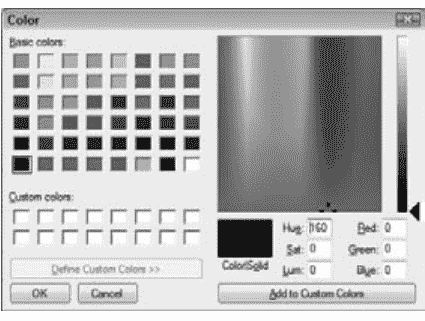 Color
Basic colors:
Custom colors:
Define Custom Colors >>
OK Cancel
Color|Solid
Hue: 160 Red: 0
Sat: 0 Green: 0
Lum: 0 Blue: 0
Add to Custom Colors